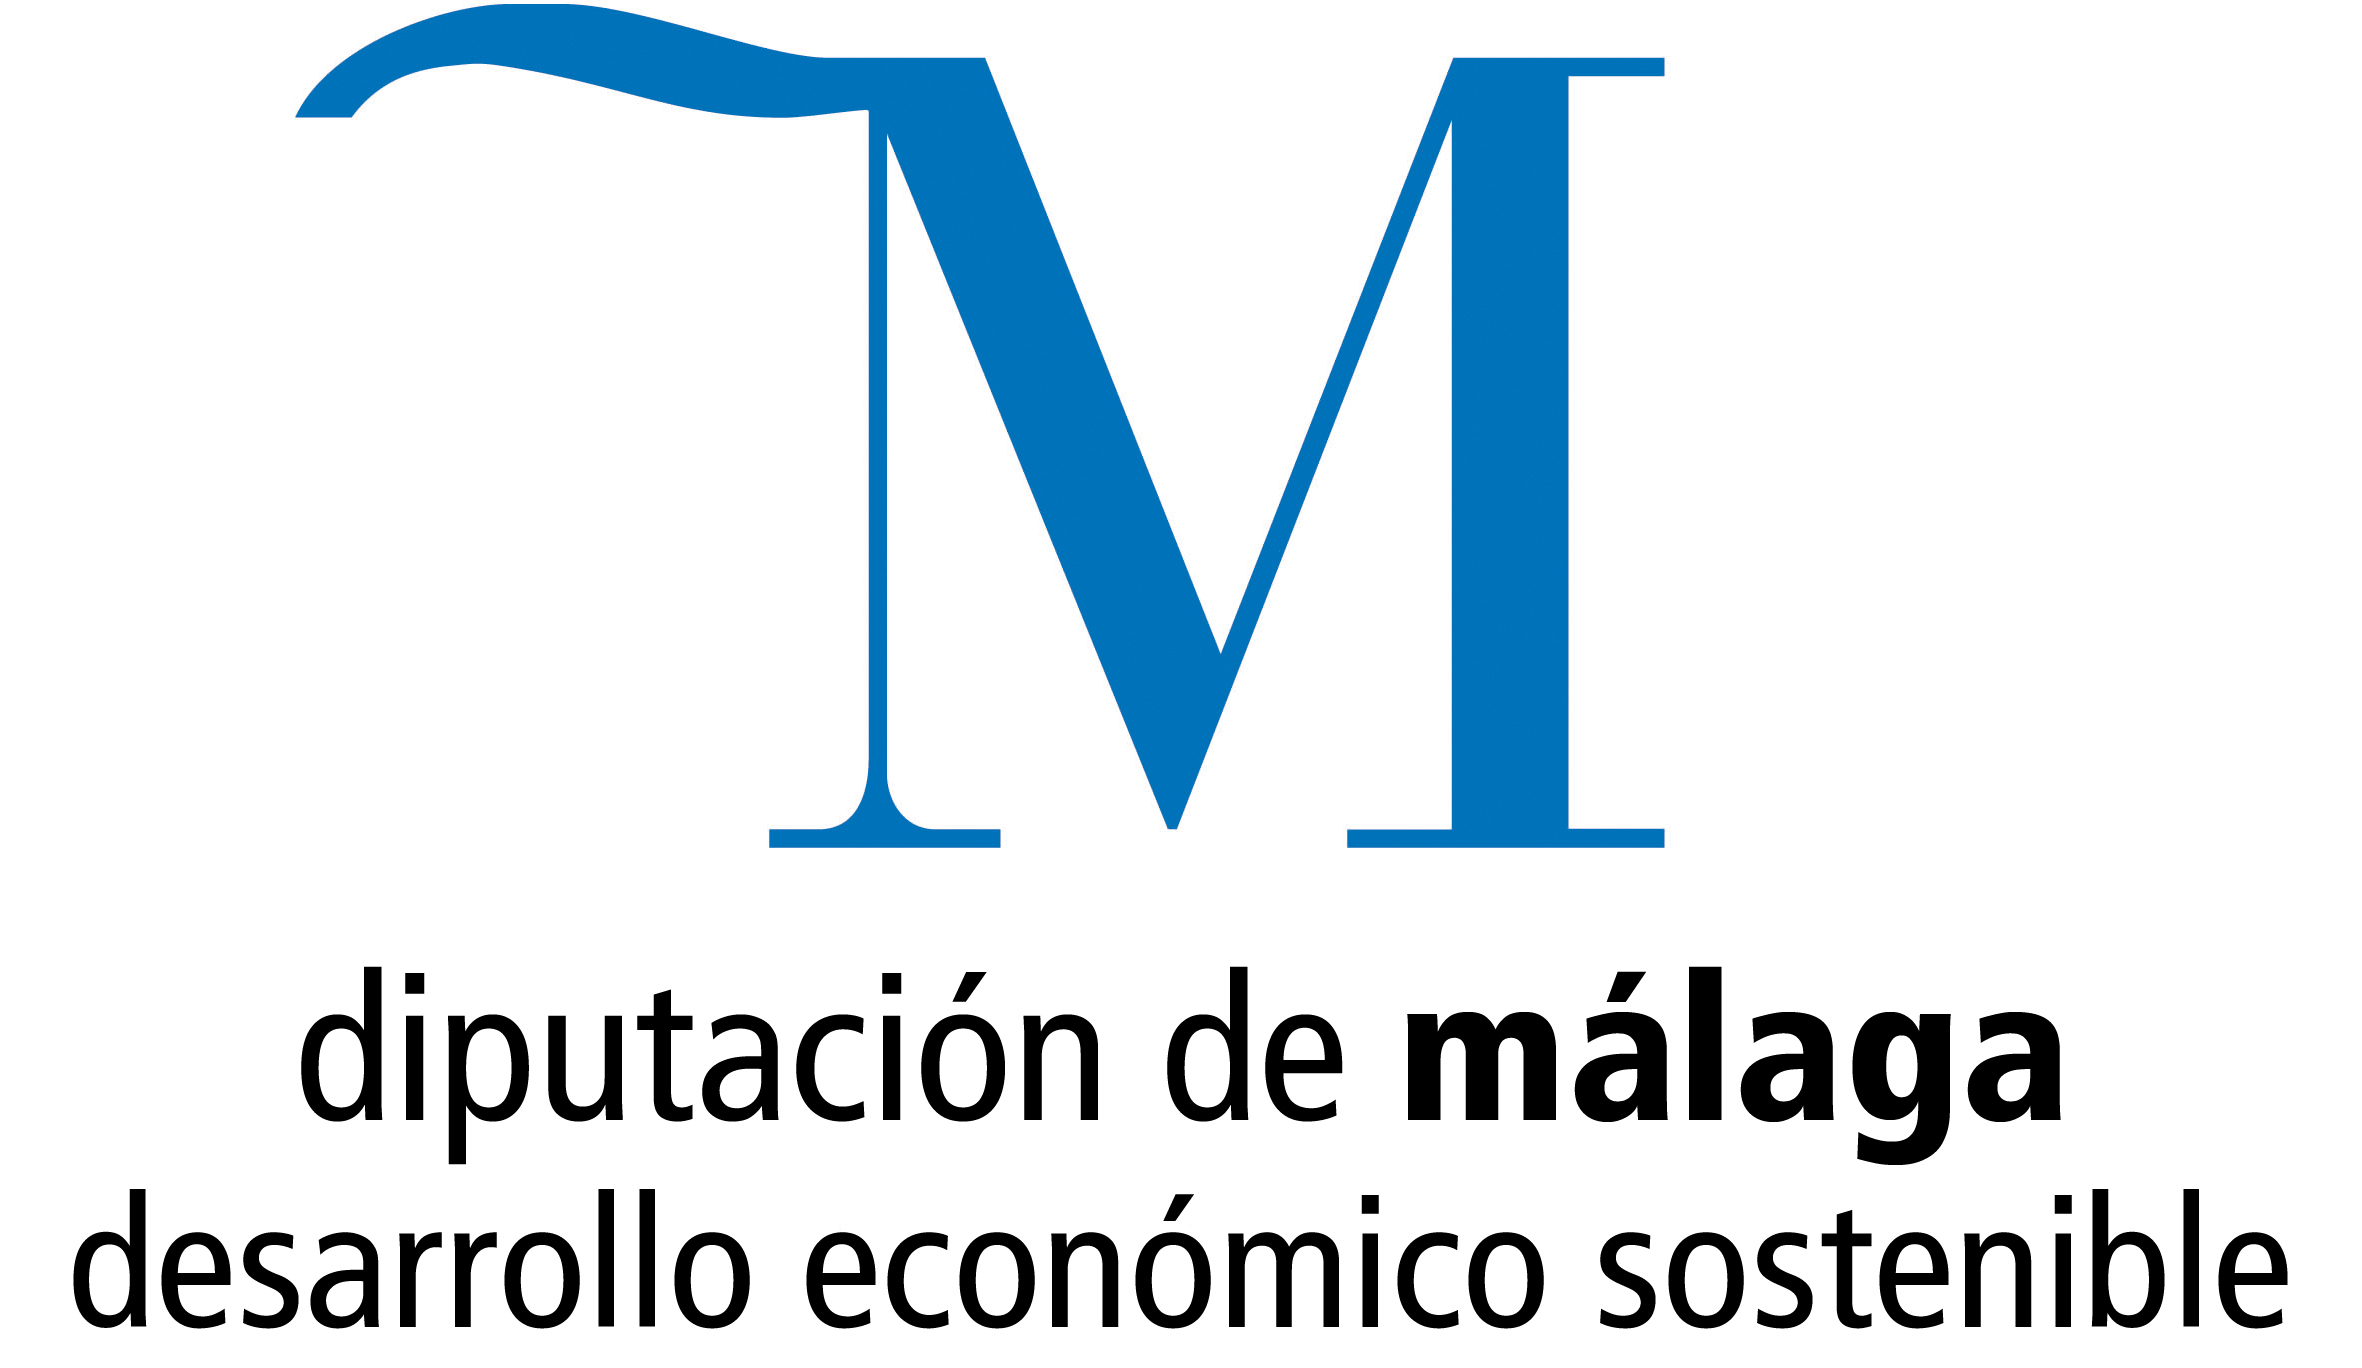 M
diputación de málaga
desarrollo económico sostenible